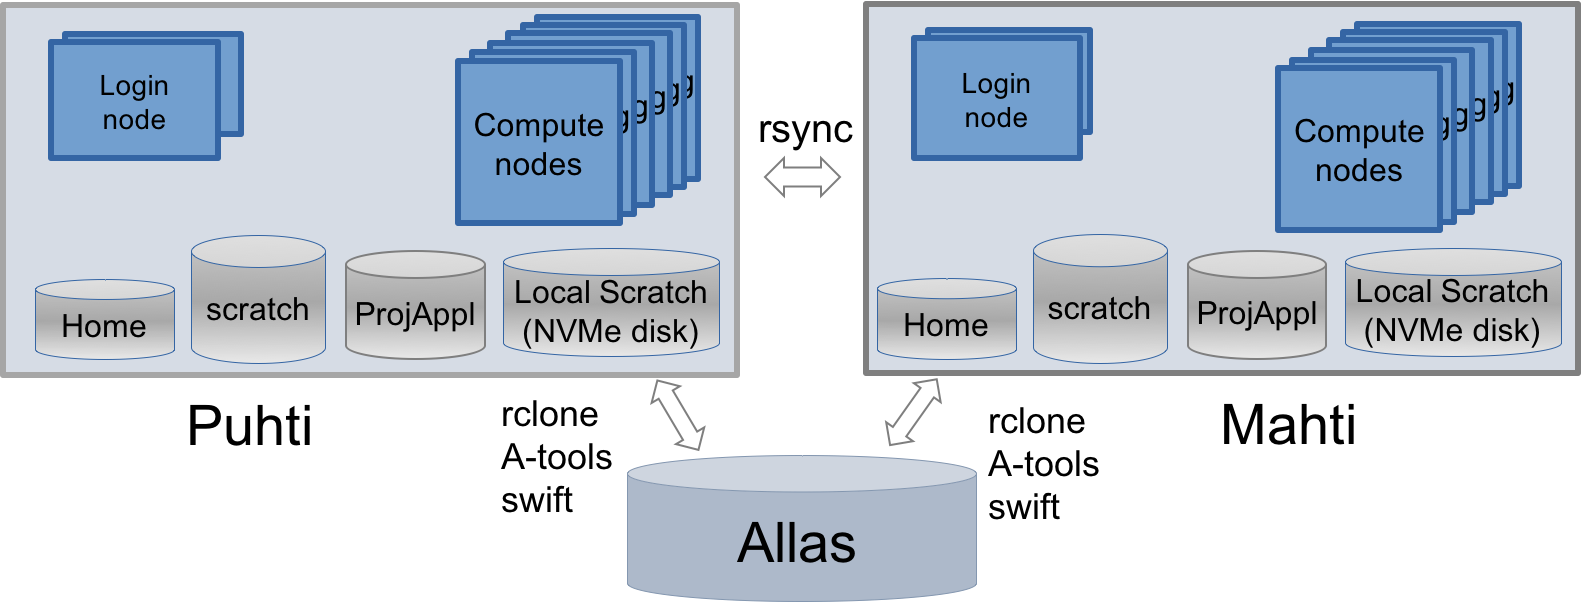 Login
node
Compute
nodes
g
g
g
g
g
Home
scratch
ProjAppl
Local Scratch
(NVMe disk)
Puhti
rsync
Login
node
Compute
nodes
g
g
g
g
g
Home
scratch
ProjAppl
Local Scratch
(NVMe disk)
Mahti
rclone
A-tools
swift
rclone
A-tools
swift
Allas